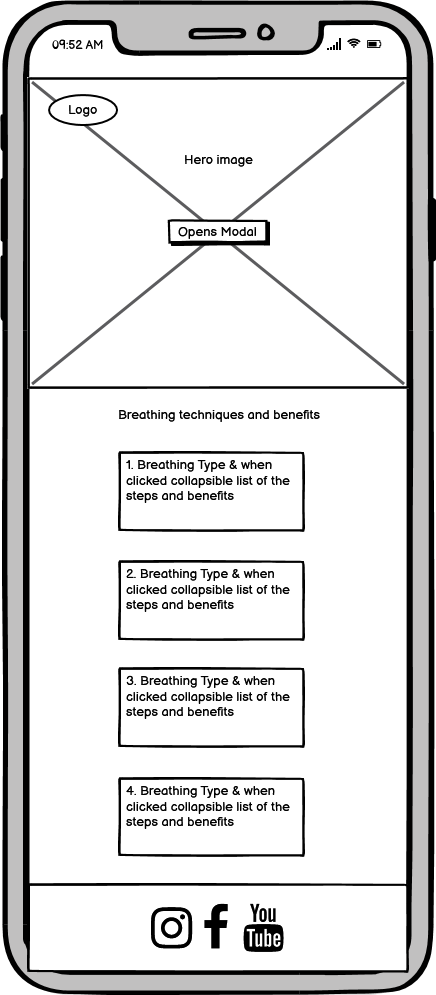 09:52 AM
Logo
Hero image
Opens Modal
Breathing techniques and benefits
1. Breathing Type & when
clicked collapsible list of the
steps and benefits
2. Breathing Type & when
clicked collapsible list of the
steps and benefits
3. Breathing Type & when
clicked collapsible list of the
steps and benefits
4. Breathing Type & when
clicked collapsible list of the
steps and benefits
You
Tube